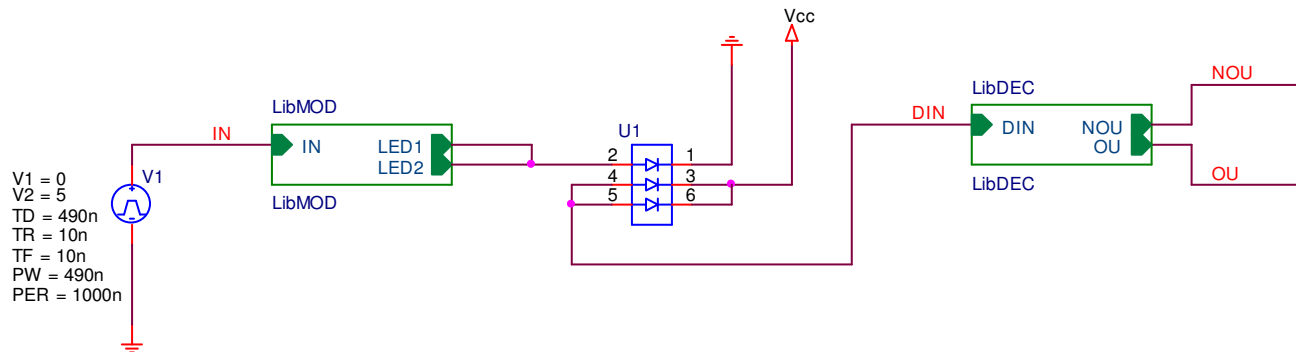 Vcc
NOU
LibMOD
LibDEC
IN
DIN
U1
IN
LED1
LED2
2
1
4
3
5
6
DIN
NOU
OU
V1
V1 = 0
V2 = 5
TD = 490n
TR = 10n
TF = 10n
PW = 490n
PER = 1000n
LibMOD
LibDEC
OU